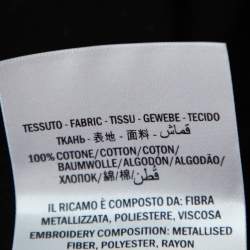 TESSUTO - FABRIC - TISSU - GEWEBE - TECIDO
ТКАНЬ - 表地 - 面料 - قماش
100% COTONE/COTTON/COTON/
BAUMWOLLE/ALGODÓN/ALGODÃO/
ХЛОПОК/綿/棉/قطن
IL RICAMO È COMPOSTO DA: FIBRA
METALLIZZATA, POLIESTERE, VISCOSA
EMBROIDERY COMPOSITION: METALLISED
FIBER, POLYESTER, RAYON